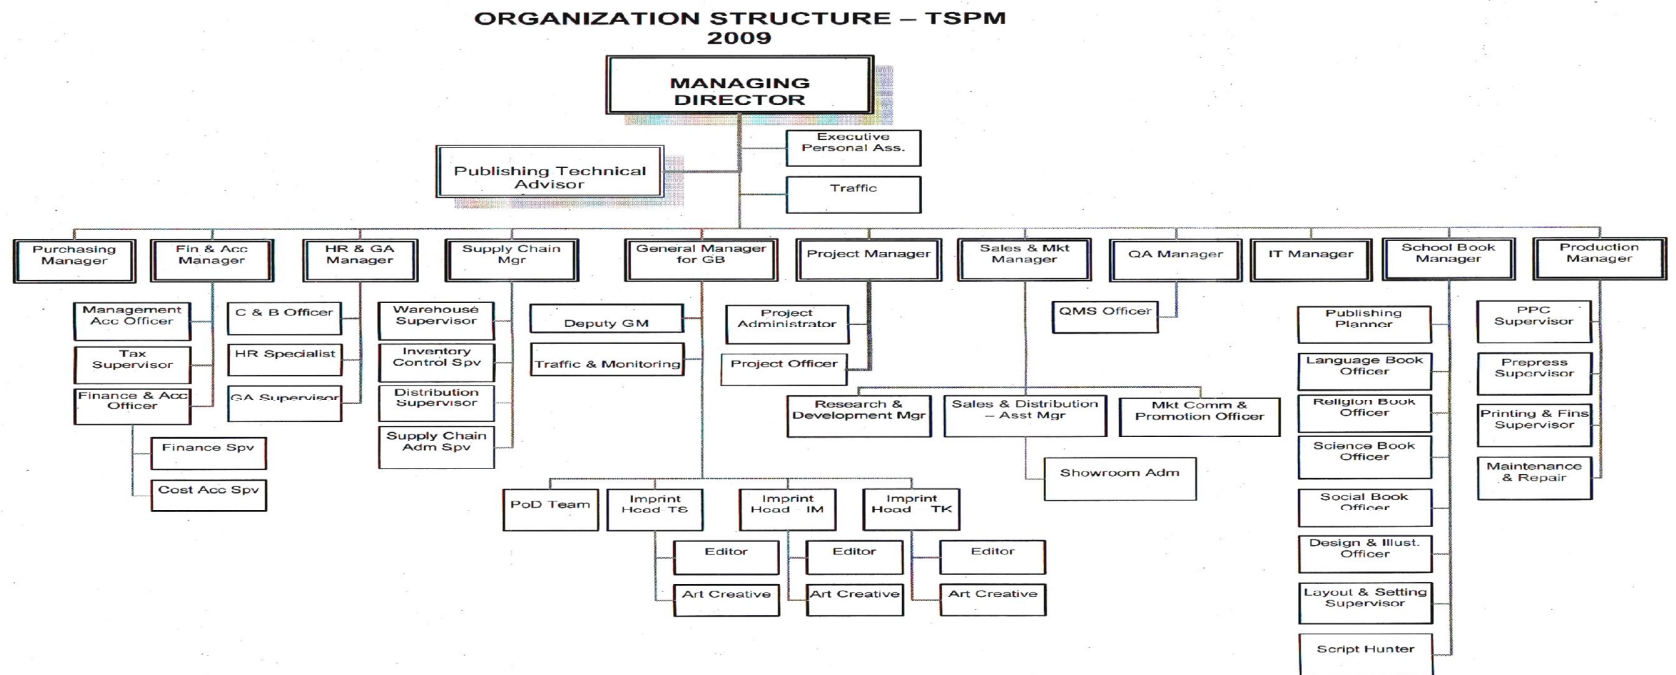 ORGANIZATION STRUCTURE – TSPM
2009
MANAGING
DIRECTOR
Executive
Personal Ass.
Publishing Technical
Advisor
Traffic
Purchasing
Manager
Fin & Acc
Manager
HR & GA
Manager
Supply Chain
Mgr
General Manager
for GB
Project Manager
Sales & Mkt
Manager
QA Manager
IT Manager
School Book
Manager
Production
Manager
Management
Acc Officer
Tax
Supervisor
Finance & Acc
Officer
Finance Spv
Cost Acc Spv
C & B Officer
HR Specialist
GA Supervisor
Warehouse
Supervisor
Inventory
Control Spv
Distribution
Supervisor
Supply Chain
Adm Spv
Deputy GM
Traffic & Monitoring
PoD Team
Imprint
Head TS
Editor
Art Creative
Imprint
Head IM
Editor
Art Creative
Imprint
Head TK
Editor
Art Creative
Project
Administrator
Project Officer
Research &
Development Mgr
Sales & Distribution
– Asst Mgr
Showroom Adm
Mkt Comm &
Promotion Officer
QMS Officer
Publishing
Planner
Language Book
Officer
Religion Book
Officer
Science Book
Officer
Social Book
Officer
Design & Illust.
Officer
Layout & Setting
Supervisor
Script Hunter
PPC
Supervisor
Prepress
Supervisor
Printing & Fins
Supervisor
Maintenance
& Repair